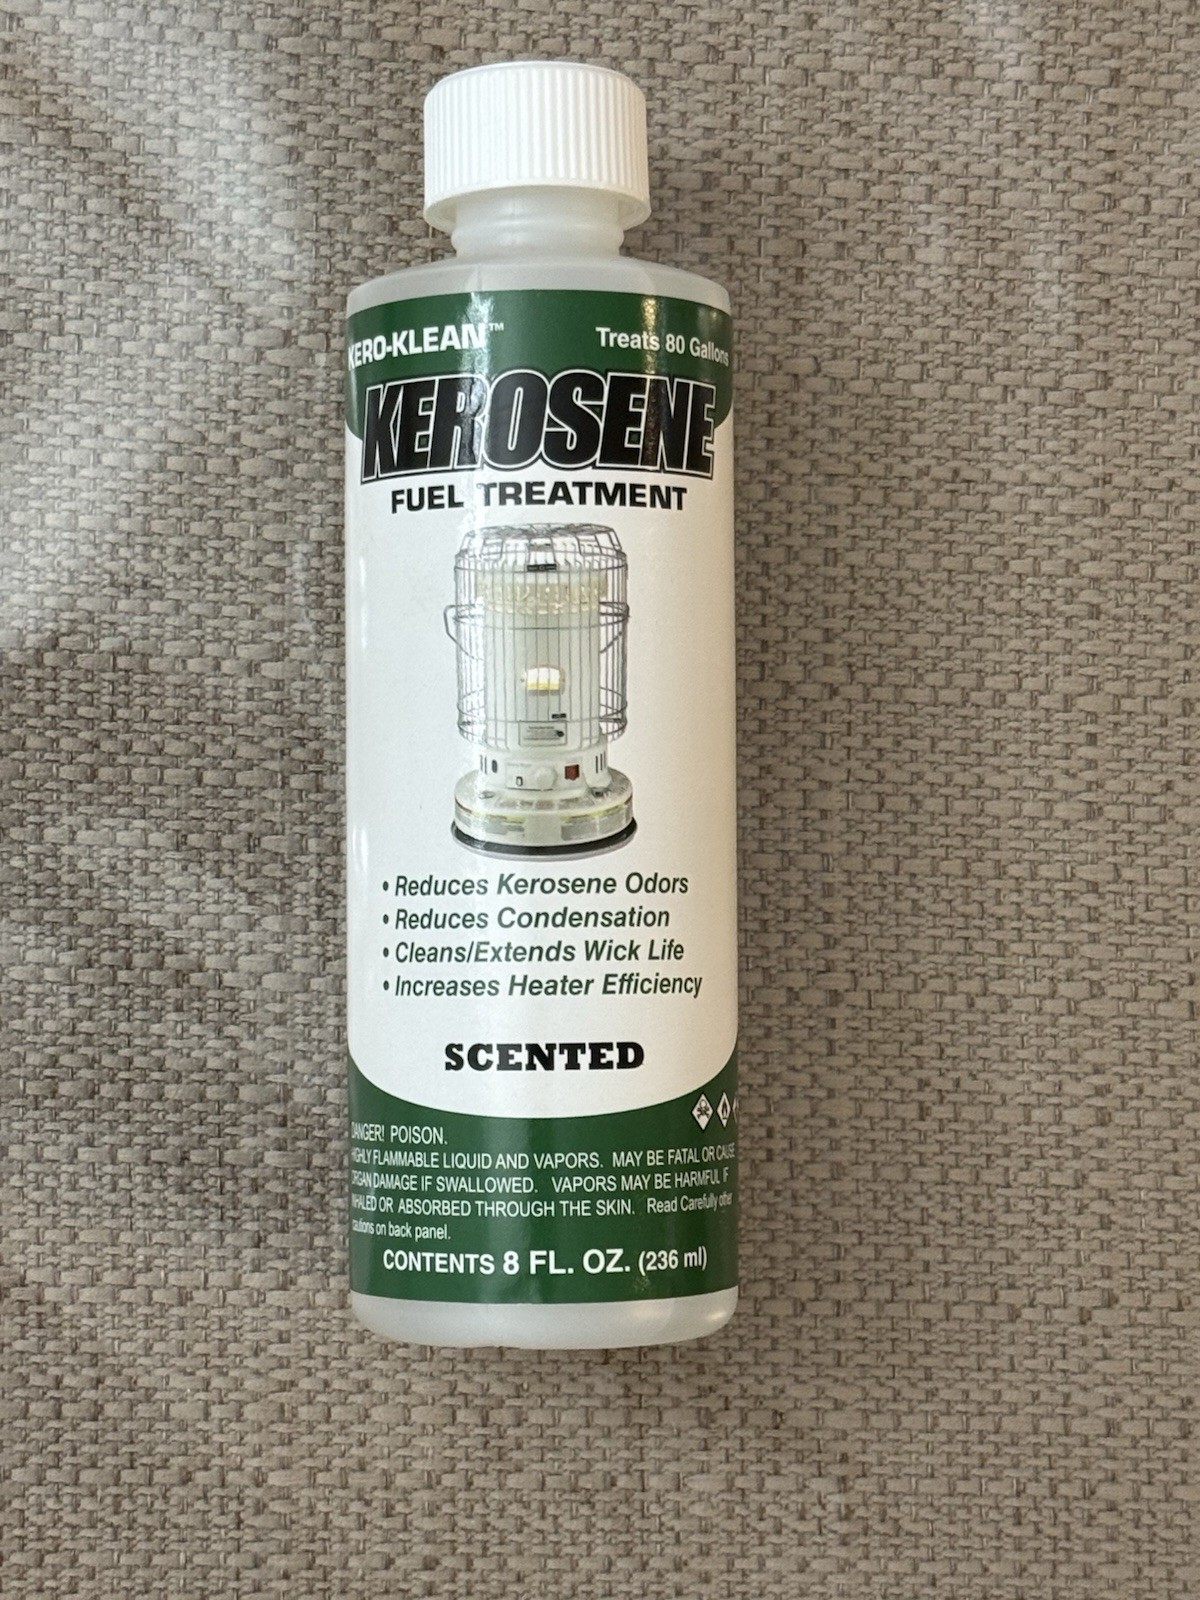 KERO-KLEAN™
Treats 80 Gallons
KEROSENE
FUEL TREATMENT
• Reduces Kerosene Odors
• Reduces Condensation
• Cleans/Extends Wick Life
• Increases Heater Efficiency
SCENTED
DANGER! POISON.
HIGHLY FLAMMABLE LIQUID AND VAPORS. MAY BE FATAL OR CAUSE
ORGAN DAMAGE IF SWALLOWED. VAPORS MAY BE HARMFUL IF
INHALED OR ABSORBED THROUGH THE SKIN. Read Carefully other
cautions on back panel.
CONTENTS 8 FL. OZ. (236 ml)